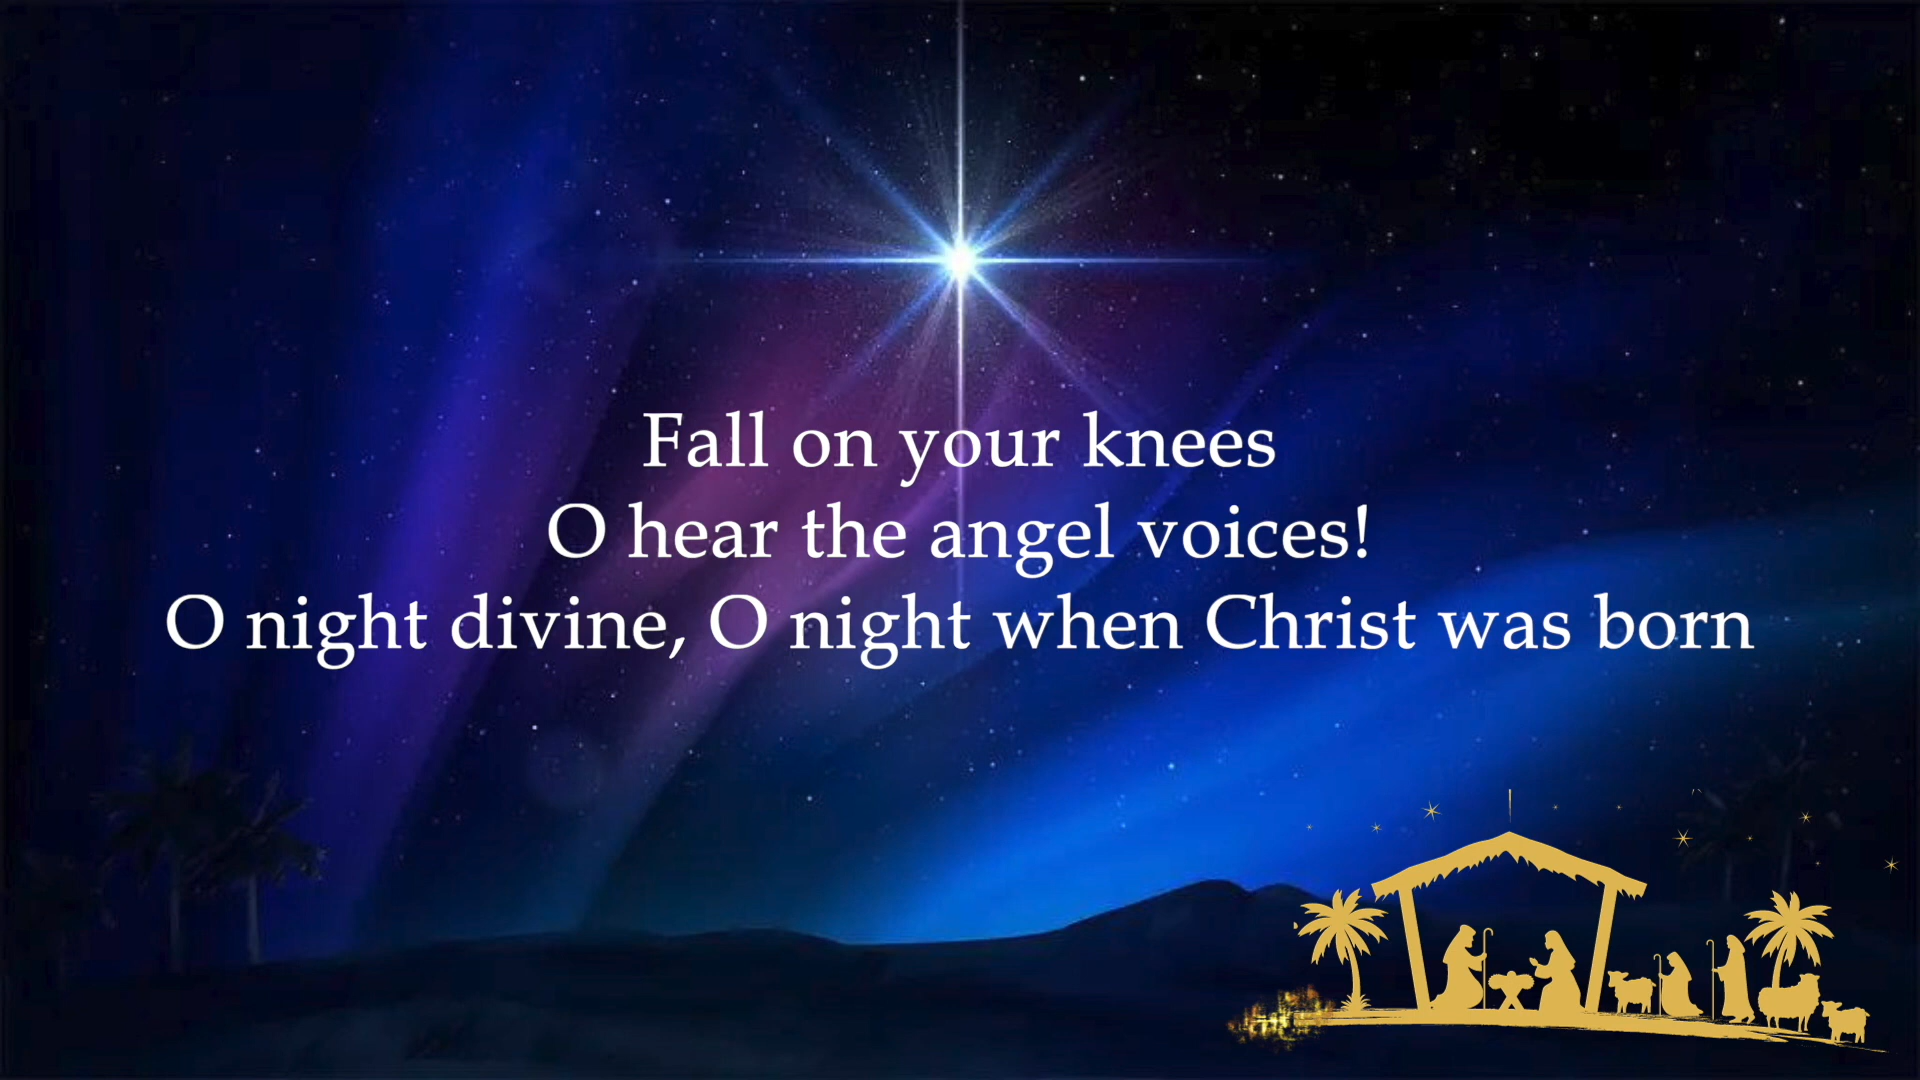 Fall on your knees
O hear the angel voices!
O night divine, O night when Christ was born